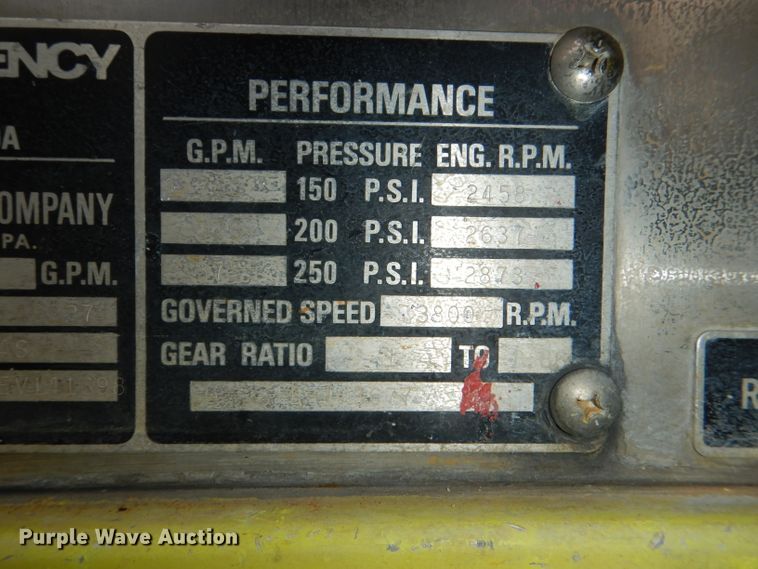 ENCY
PERFORMANCE
G.P.M. PRESSURE ENG. R.P.M.
150 P.S.I. 2458
OMPANY
PA.
200 P.S.I. 2637
G.P.M.
250 P.S.I. 2873
57
GOVERNED SPEED 3800 R.P.M.
S
GEAR RATIO TO
R
Purple Wave Auction